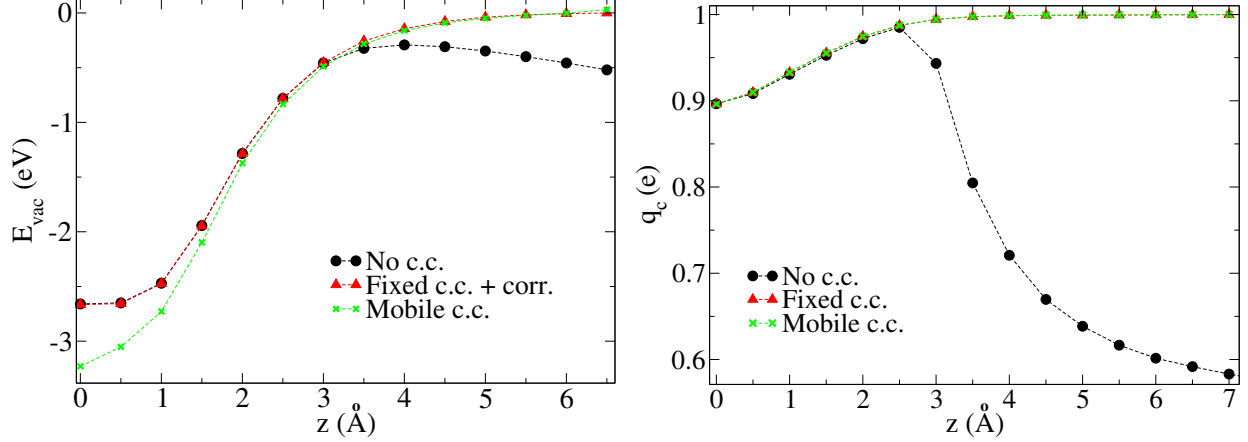 0
-1
-2
-3
E_vac (eV)
No c.c.
Fixed c.c. + corr.
Mobile c.c.
0 1 2 3 4 5 6
z (Å)
1
0.9
0.8
0.7
0.6
q_c (e)
No c.c.
Fixed c.c.
Mobile c.c.
0 1 2 3 4 5 6 7
z (Å)